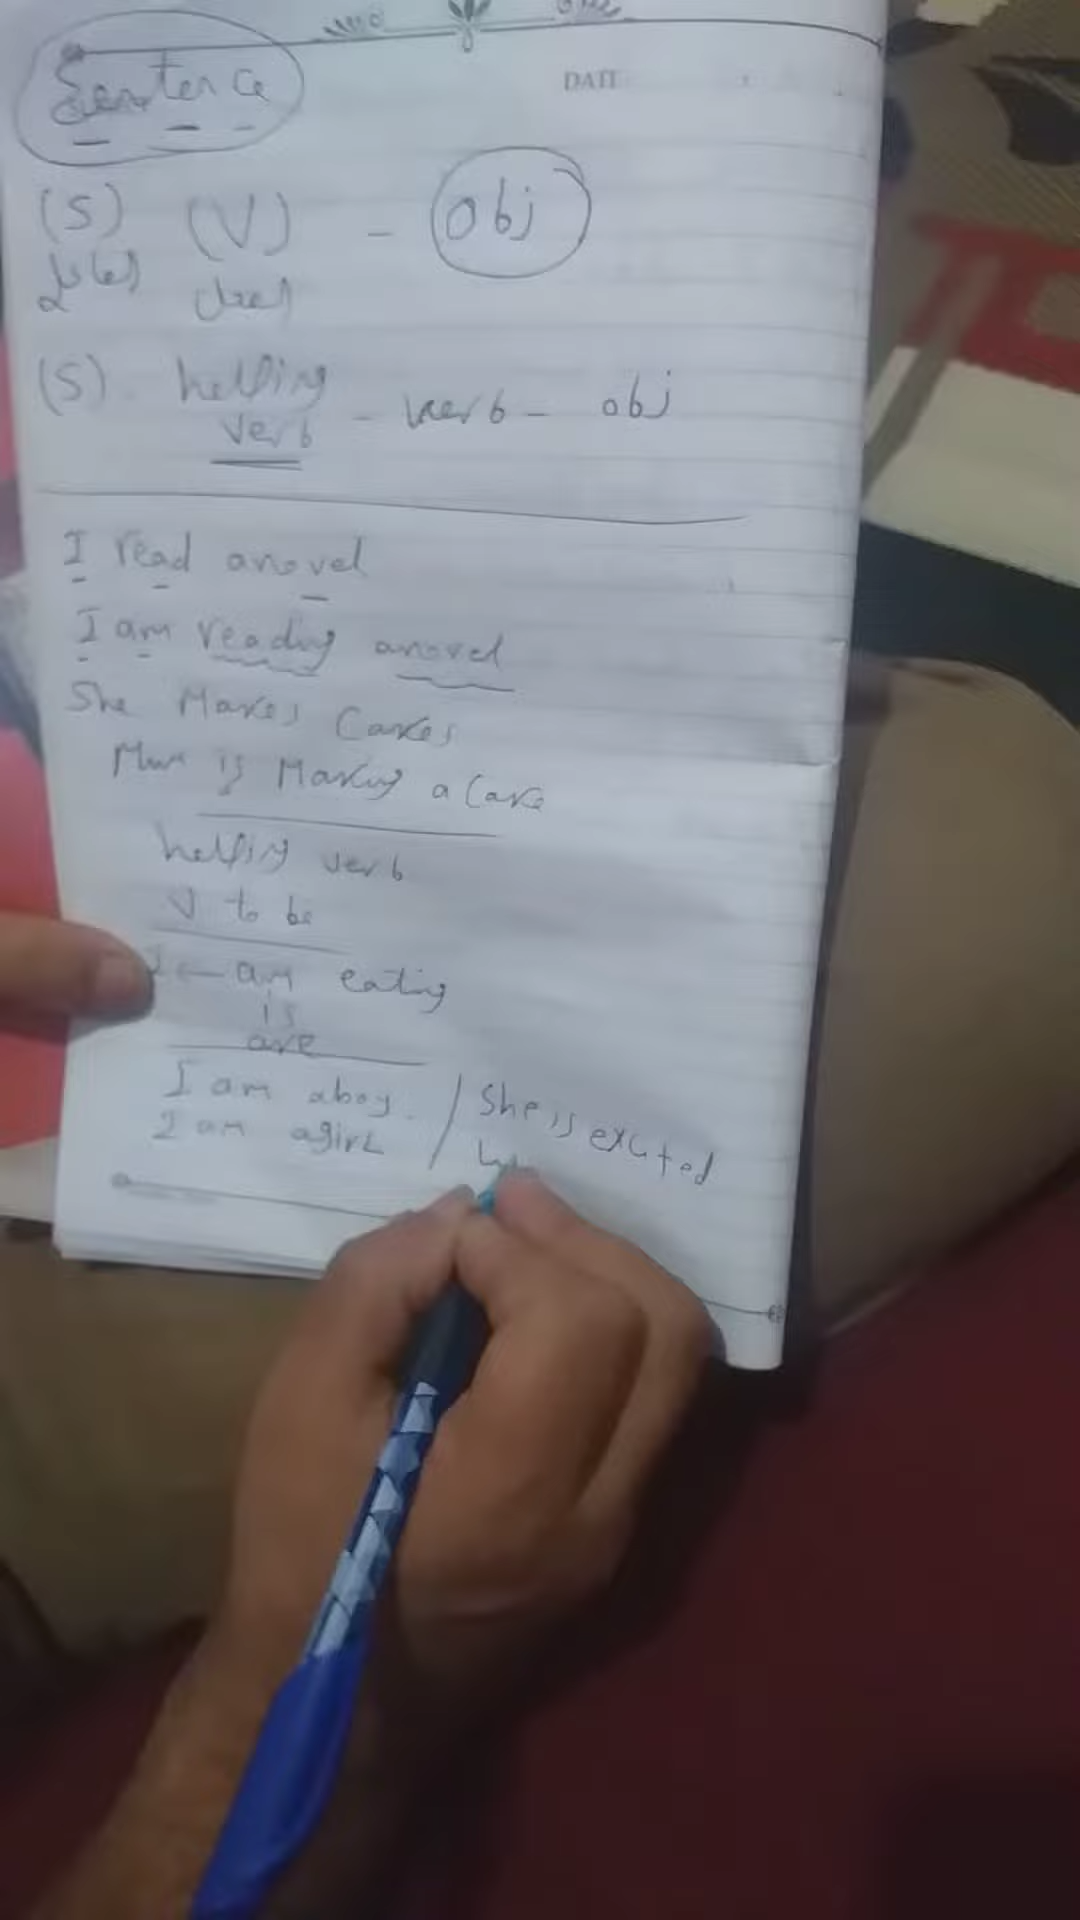 Sentence
DATE
(S) (V) - Obj
فاعل فعل
(S). helping verb - verb - obj
I read a novel
I am reading a novel
She Makes Cakes
Mum is Making a Cake
helping verb
V to be
I ← am eating
is
are
I am a boy. / She is excited
I am a girl